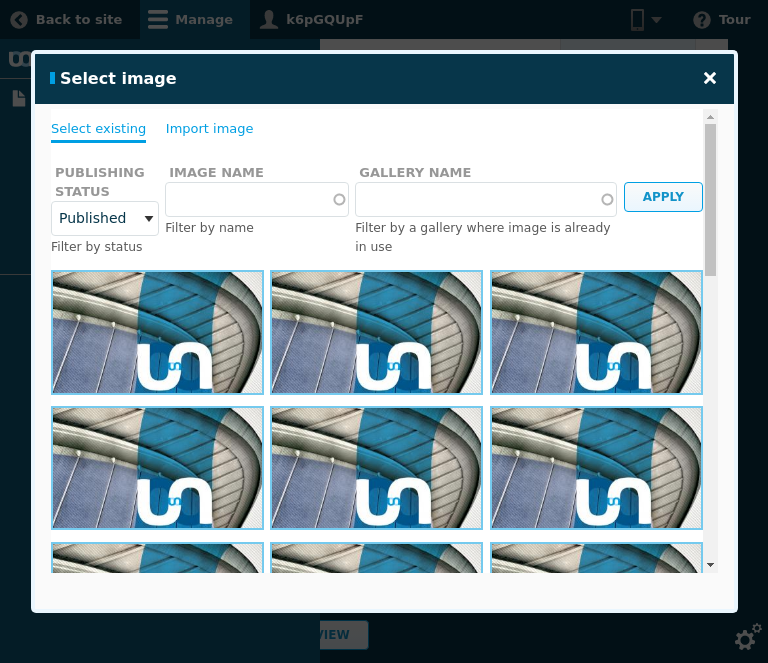 Back to site
Manage
k6pGQUpF
Tour
Select image
Select existing
Import image
PUBLISHING
STATUS
IMAGE NAME
GALLERY NAME
Published
APPLY
Filter by status
Filter by name
Filter by a gallery where image is already
in use